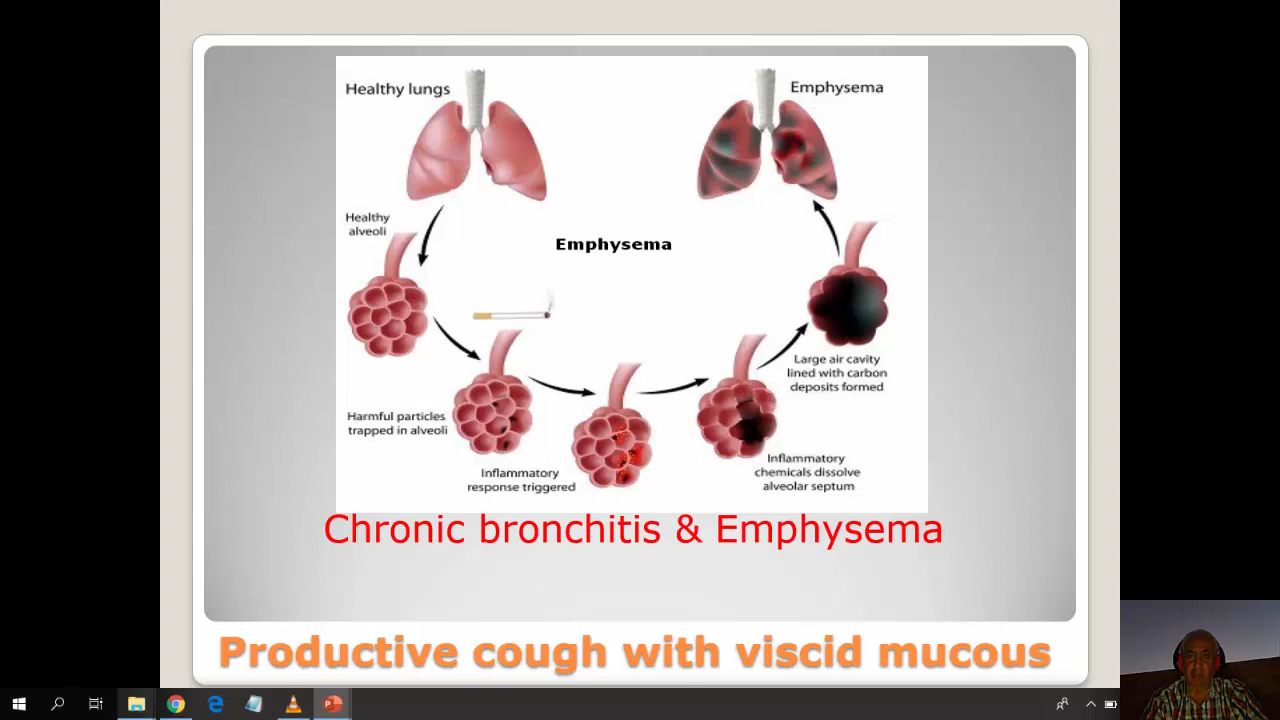 Healthy lungs
Emphysema
Healthy
alveoli
Emphysema
Large air cavity
lined with carbon
deposits formed
Harmful particles
trapped in alveoli
Inflammatory
response triggered
Inflammatory
chemicals dissolve
alveolar septum
Chronic bronchitis & Emphysema
Productive cough with viscid mucous